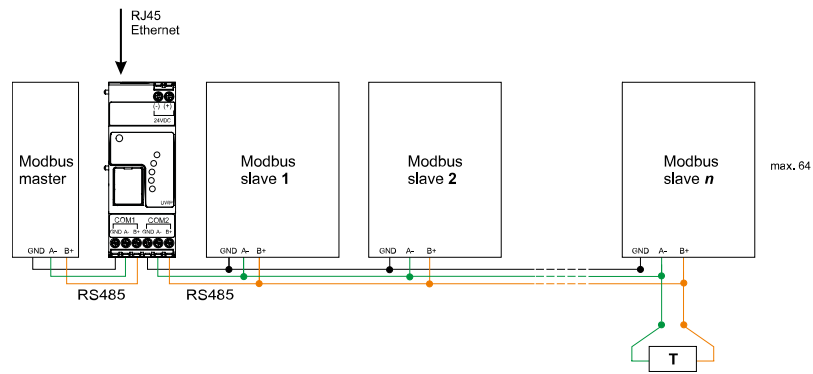 RJ45
Ethernet
(-) (+)
24VDC
Modbus
master
Modbus
slave 1
Modbus
slave 2
Modbus
slave n
max. 64
COM1 COM2
GND A- B+ GND A- B+
GND A- B+
GND A- B+
GND A- B+
GND A- B+
RS485
RS485
T